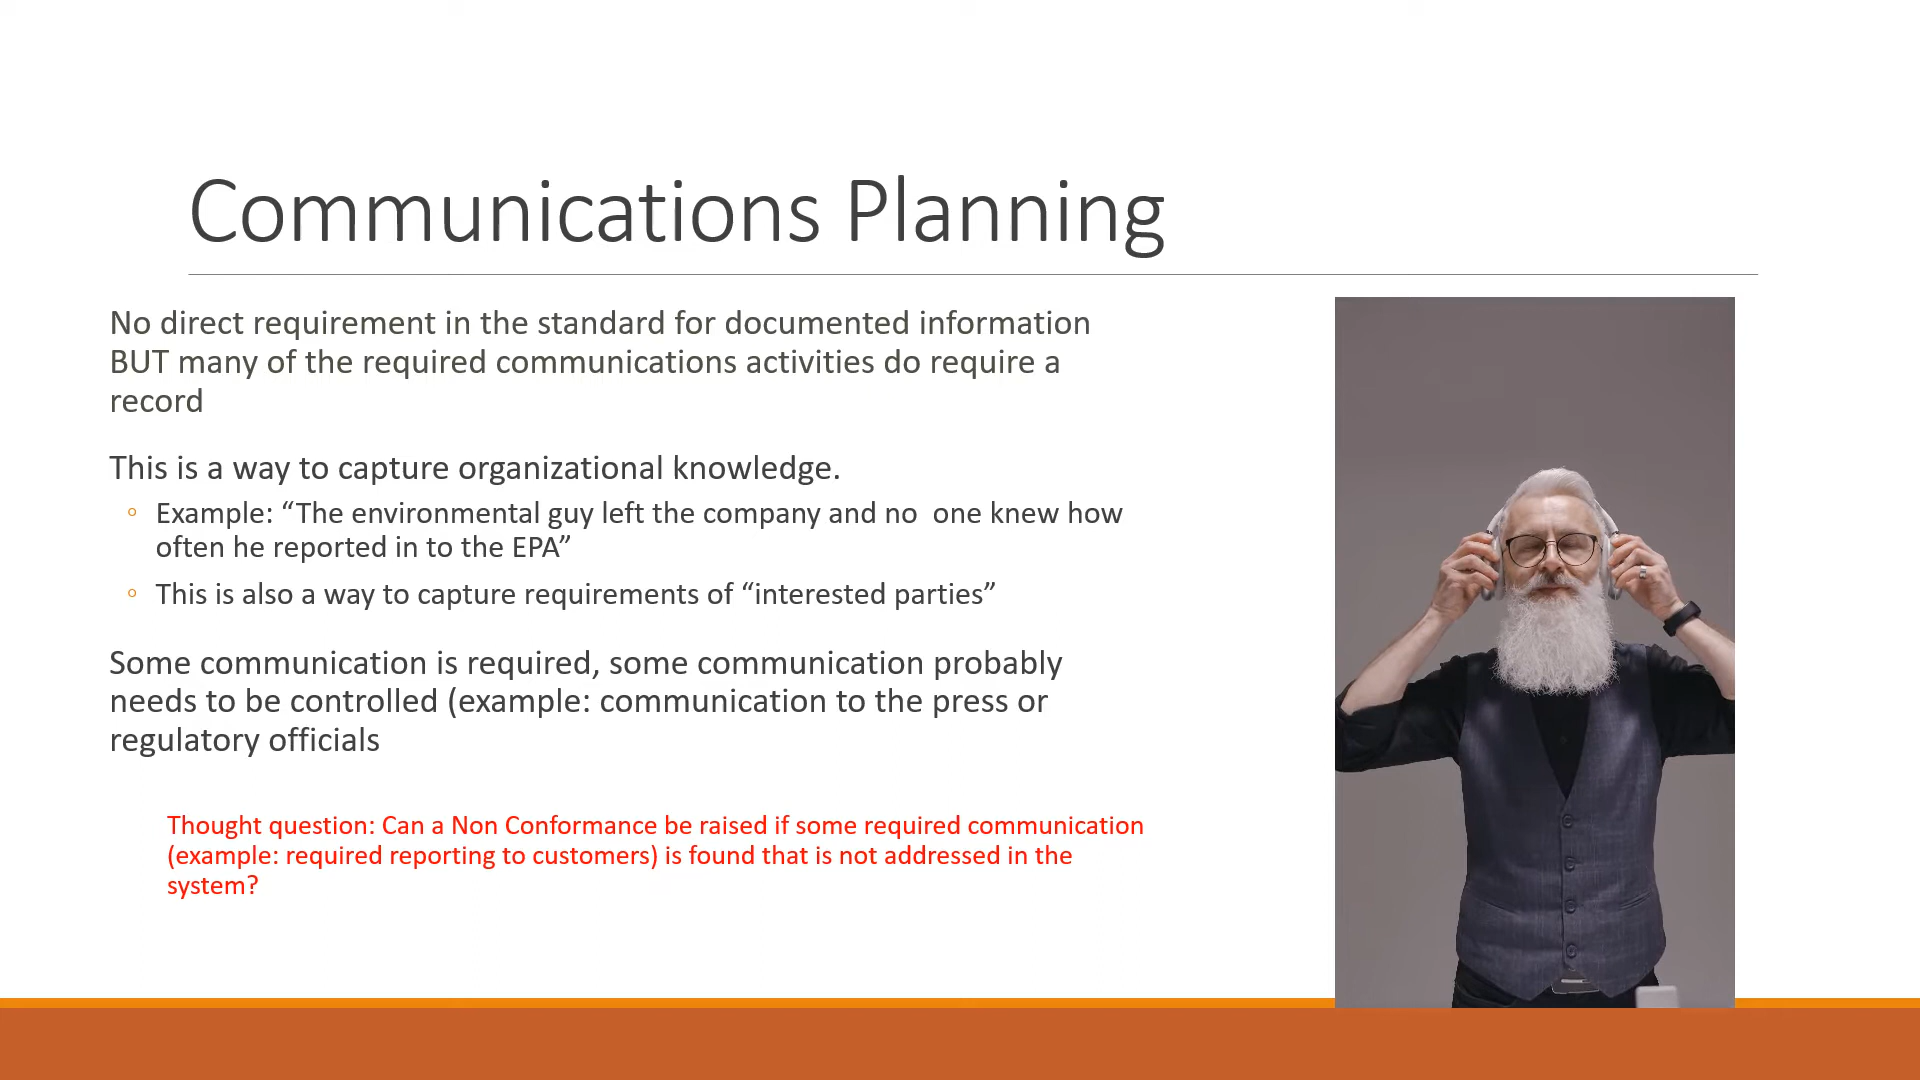 Communications Planning
No direct requirement in the standard for documented information
BUT many of the required communications activities do require a
record
This is a way to capture organizational knowledge.
◦ Example: “The environmental guy left the company and no  one knew how
often he reported in to the EPA”
◦ This is also a way to capture requirements of “interested parties”
Some communication is required, some communication probably
needs to be controlled (example: communication to the press or
regulatory officials
Thought question: Can a Non Conformance be raised if some required communication
(example: required reporting to customers) is found that is not addressed in the
system?